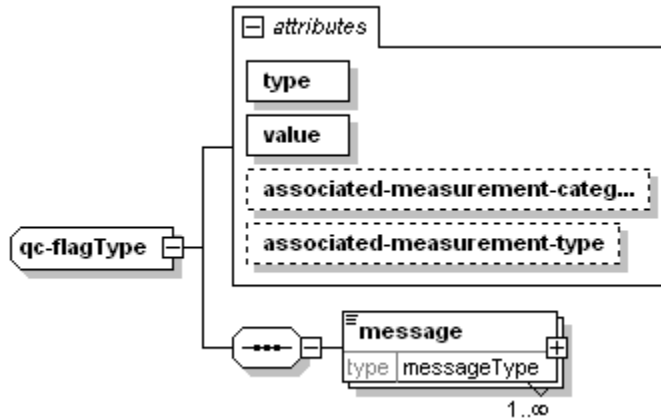 attributes
type
value
associated-measurement-categ...
associated-measurement-type
qc-flagType
message
type messageType
1..∞